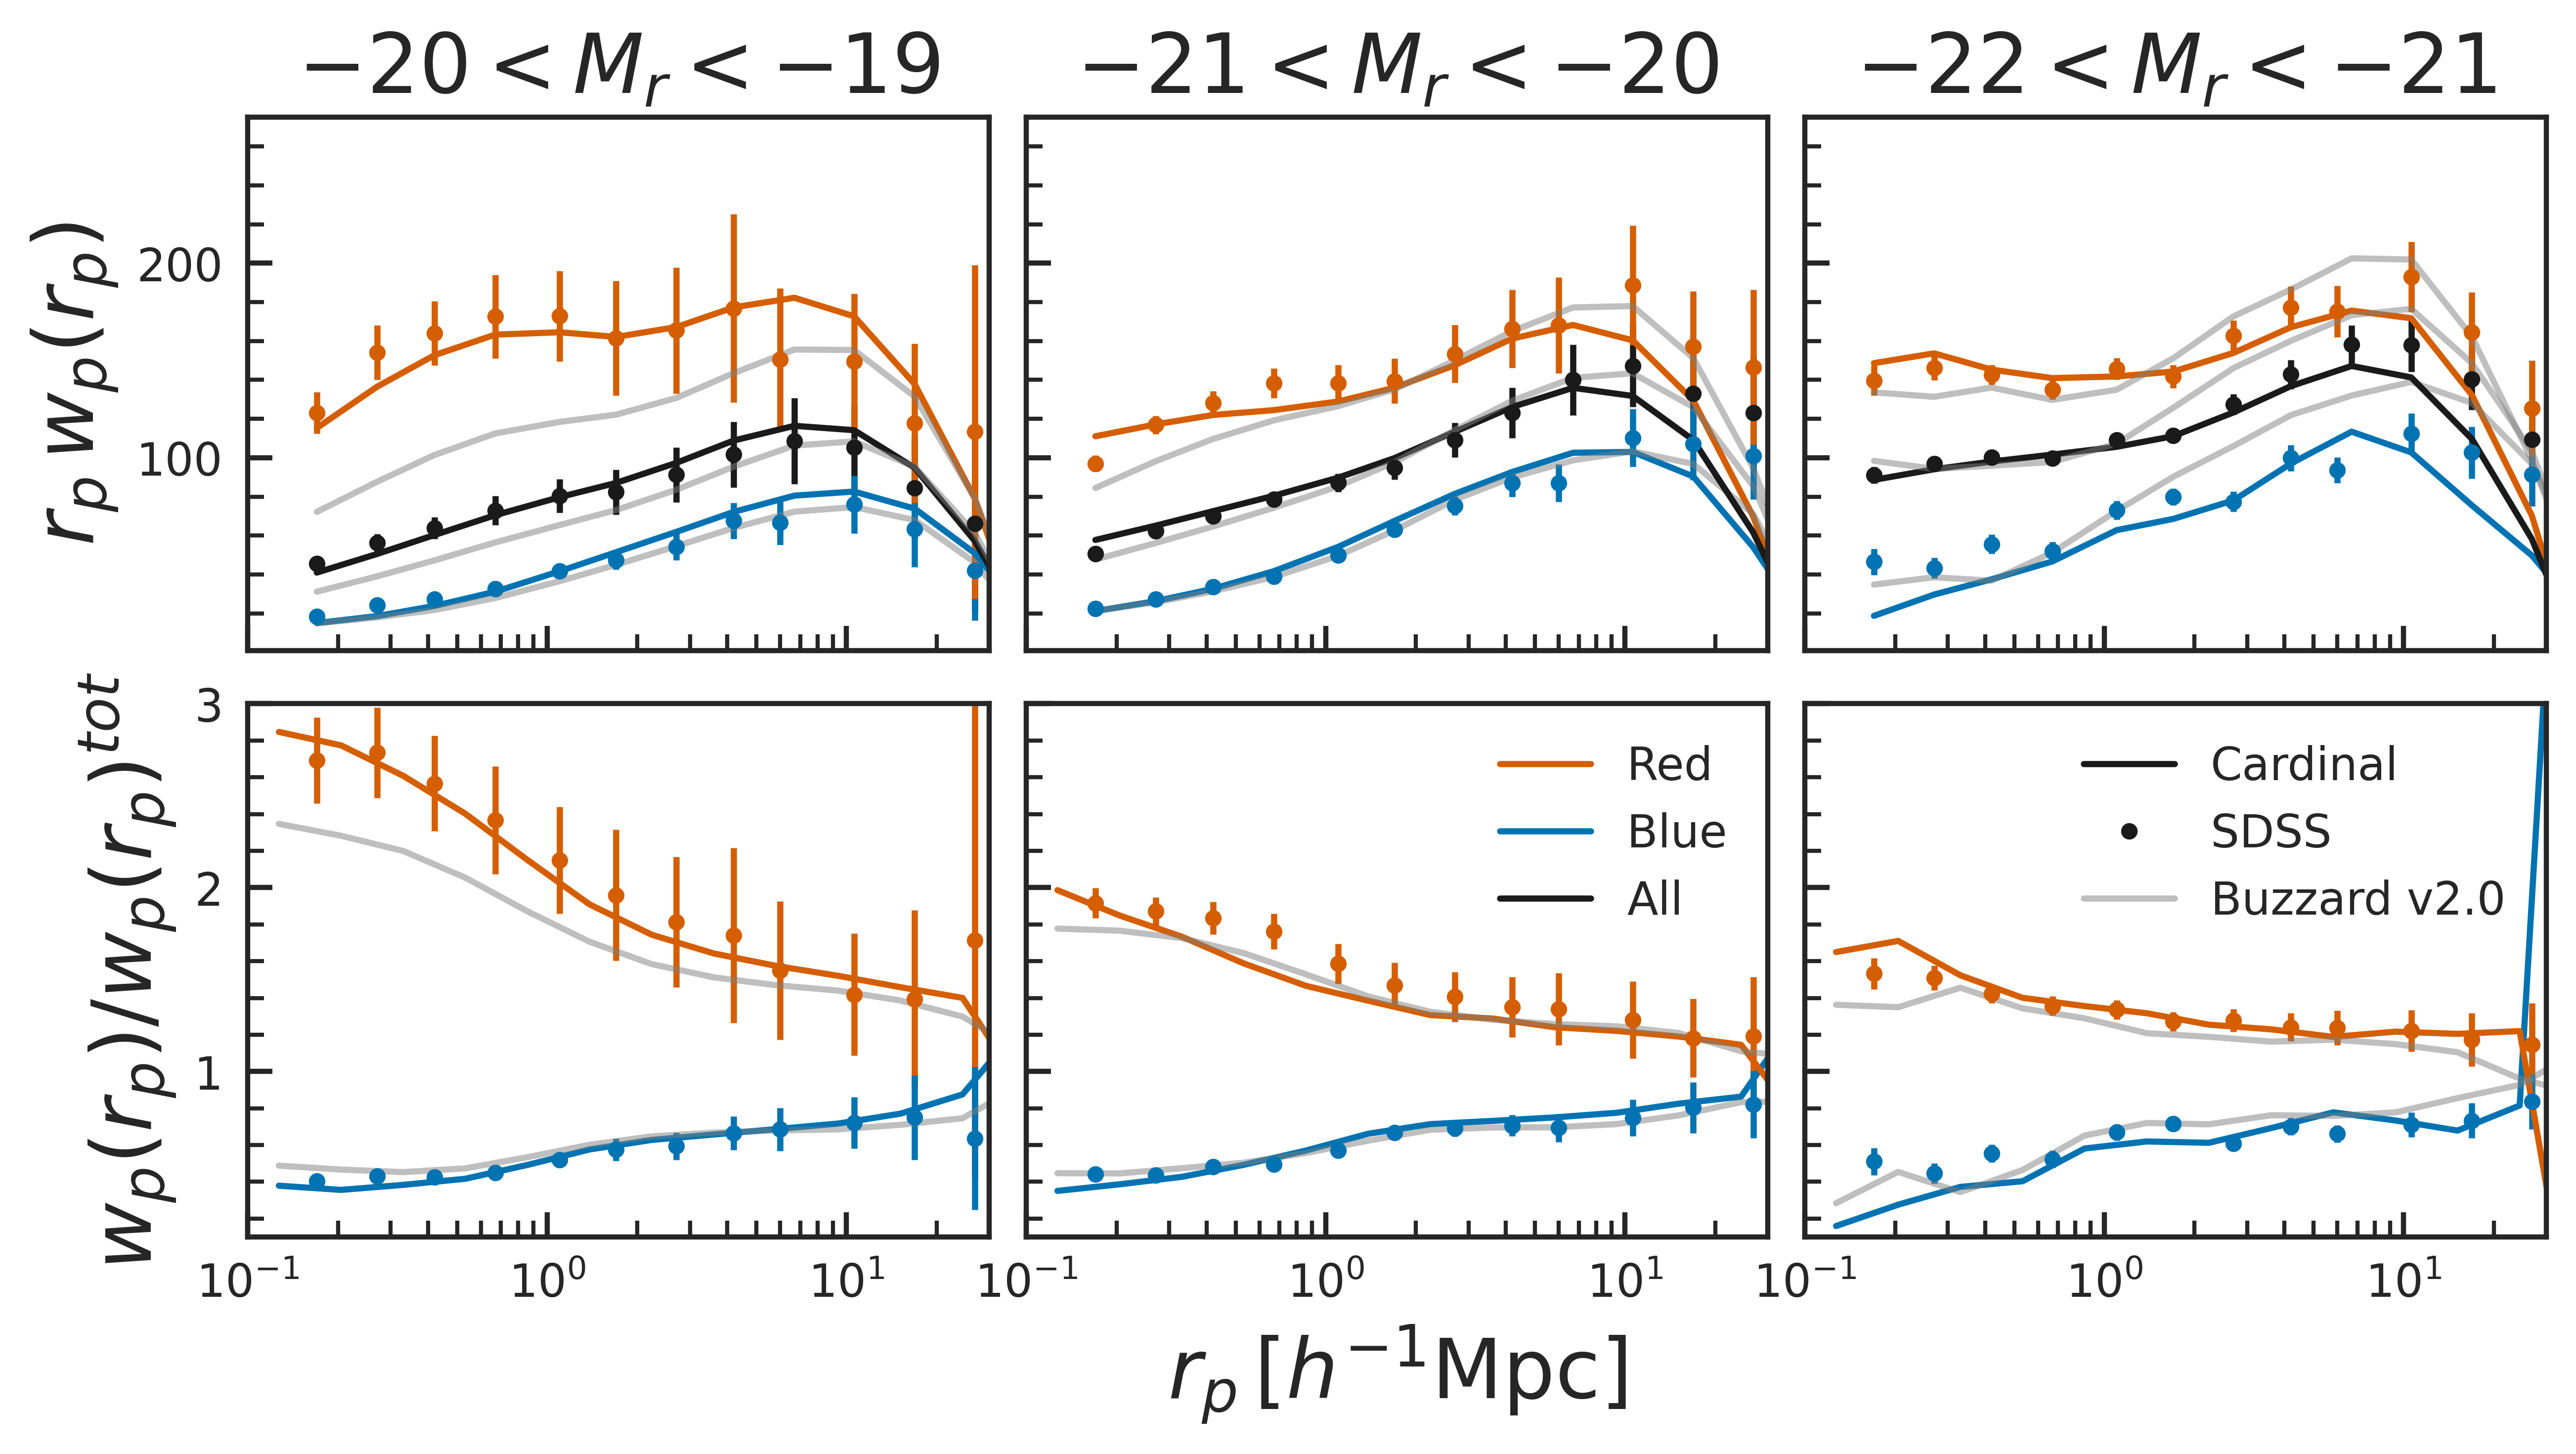 −20 < M_r < −19
−21 < M_r < −20
−22 < M_r < −21
r_p w_p(r_p)
200
100
w_p(r_p)/w_p(r_p)^{tot}
3
2
1
Red
Blue
All
Cardinal
SDSS
Buzzard v2.0
10^{−1} 10^0 10^1
10^{−1} 10^0 10^1
10^{−1} 10^0 10^1
r_p [h^{−1}Mpc]